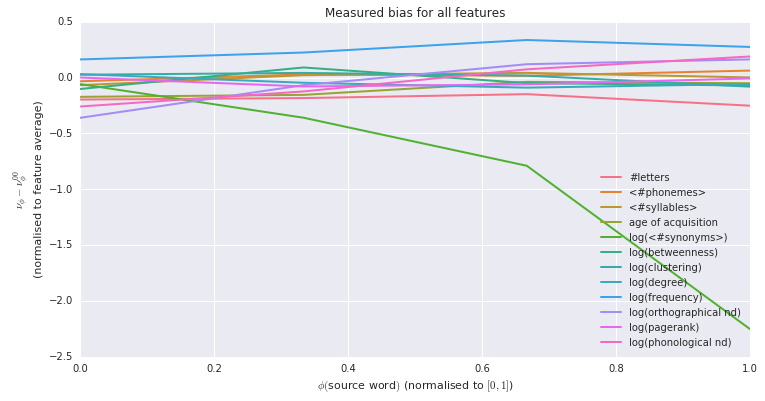 Measured bias for all features
0.5
0.0
−0.5
−1.0
−1.5
−2.0
−2.5
ν_ϕ − ν_ϕ^00
(normalised to feature average)
#letters
<#phonemes>
<#syllables>
age of acquisition
log(<#synonyms>)
log(betweenness)
log(clustering)
log(degree)
log(frequency)
log(orthographical nd)
log(pagerank)
log(phonological nd)
0.0 0.2 0.4 0.6 0.8 1.0
ϕ(source word) (normalised to [0, 1])